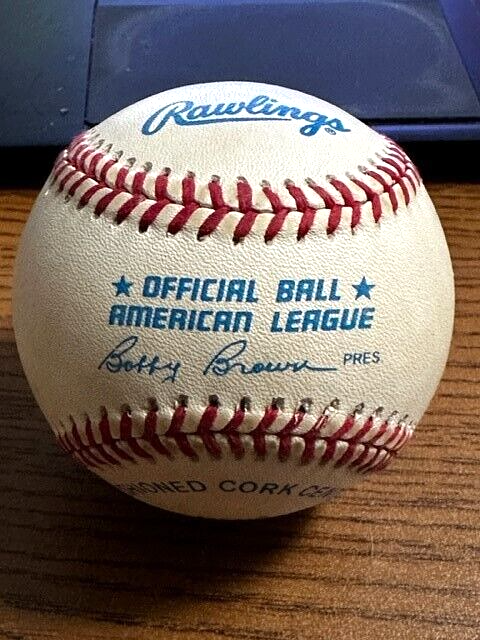 Rawlings®
★ OFFICIAL BALL ★
AMERICAN LEAGUE
Bobby Brown PRES
CORK